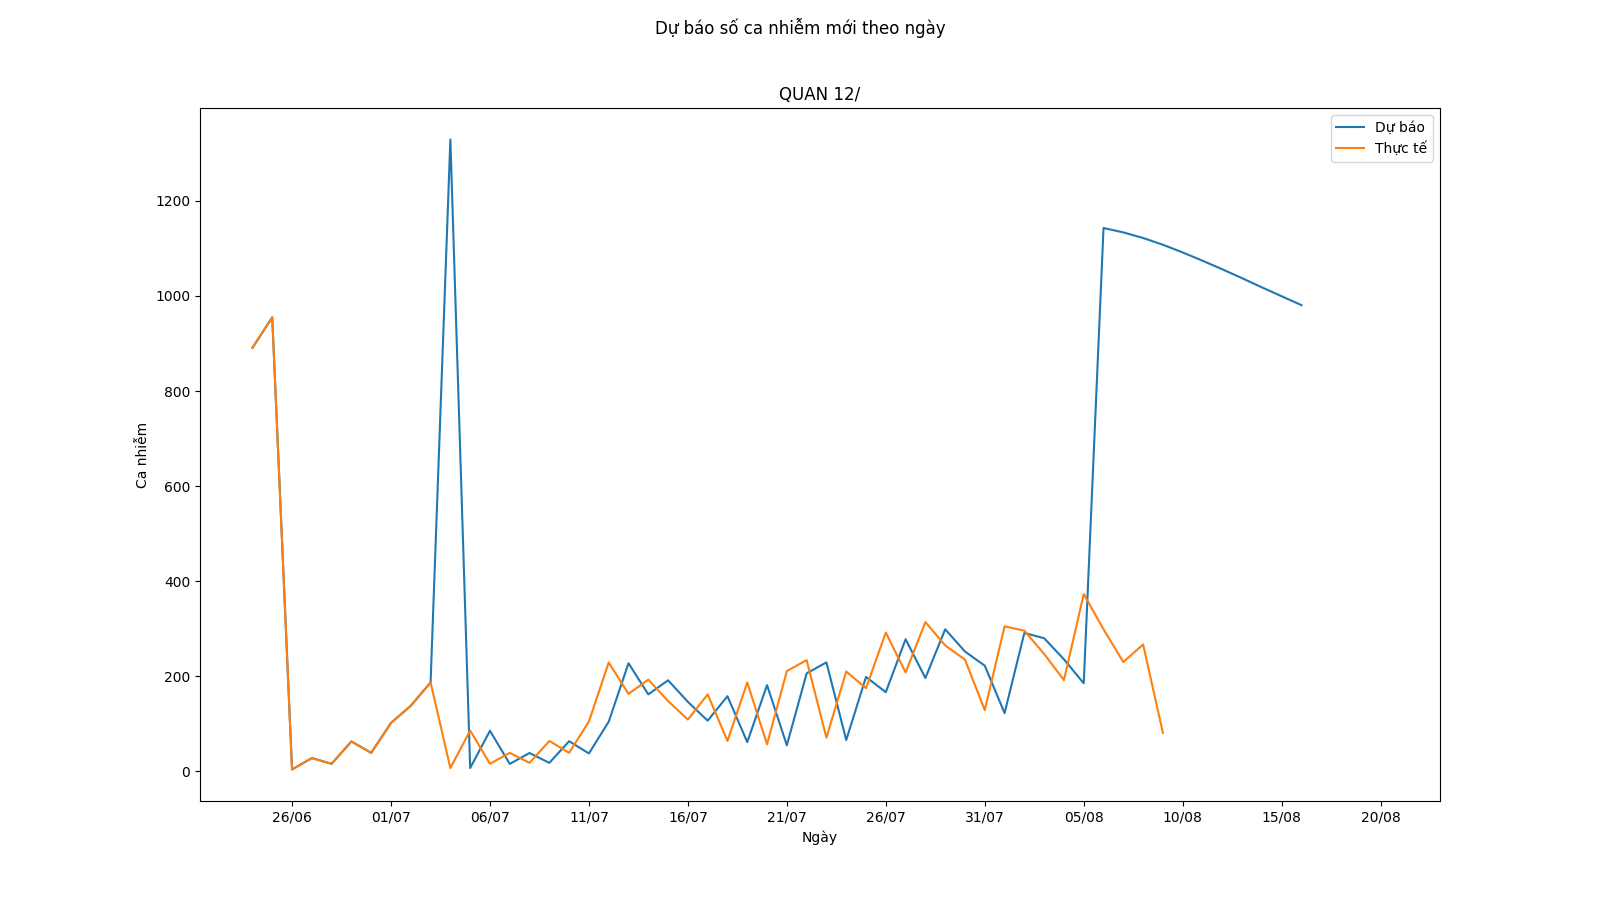 Dự báo số ca nhiễm mới theo ngày
QUAN 12/
Dự báo
Thực tế
1200
1000
800
600
400
200
0
Ca nhiễm
26/06 01/07 06/07 11/07 16/07 21/07 26/07 31/07 05/08 10/08 15/08 20/08
Ngày